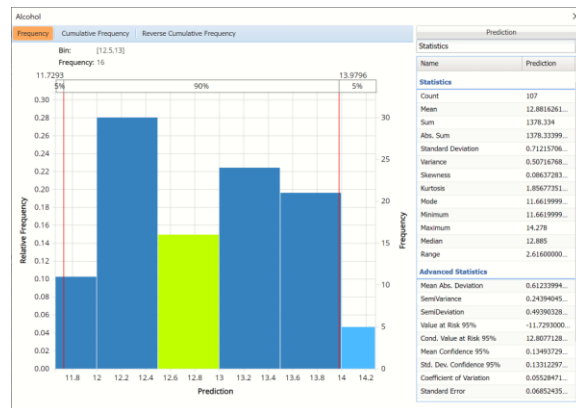 Alcohol
Frequency Cumulative Frequency Reverse Cumulative Frequency
Bin: [12.5,13]
Frequency: 16
11.7293 13.9796
5% 90% 5%
0.30
0.28
0.26
0.24
0.22
0.20
0.18
0.16
0.14
0.12
0.10
0.08
0.06
0.04
0.02
0.00
Relative Frequency
30
25
20
15
10
5
0
Frequency
11.8 12 12.2 12.4 12.6 12.8 13 13.2 13.4 13.6 13.8 14 14.2
Prediction
Prediction
Statistics
Name Prediction
Statistics
Count 107
Mean 12.8816261...
Sum 1378.334
Abs. Sum 1378.33399...
Standard Deviation 0.71215706...
Variance 0.50716768...
Skewness 0.08637283...
Kurtosis 1.85677351...
Mode 11.6619999...
Minimum 11.6619999...
Maximum 14.278
Median 12.885
Range 2.61600000...
Advanced Statistics
Mean Abs. Deviation 0.61233994...
SemiVariance 0.24394045...
SemiDeviation 0.49390328...
Value at Risk 95% -11.7293000...
Cond. Value at Risk 95% 12.8077128...
Mean Confidence 95% 0.13493729...
Std. Dev. Confidence 95% 0.13312297...
Coefficient of Variation 0.05528471...
Standard Error 0.06852435...